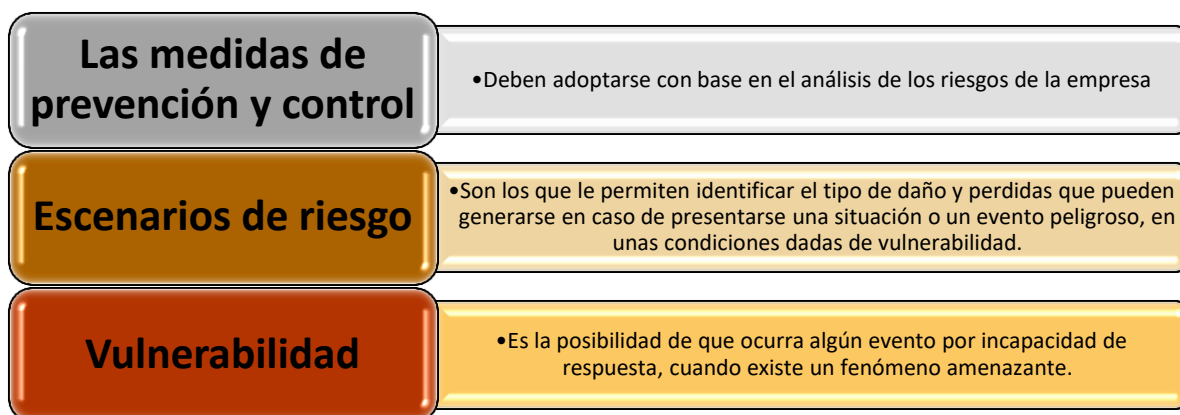 Las medidas de
prevención y control
•Deben adoptarse con base en el análisis de los riesgos de la empresa
Escenarios de riesgo
•Son los que le permiten identificar el tipo de daño y perdidas que pueden
generarse en caso de presentarse una situación o un evento peligroso, en
unas condiciones dadas de vulnerabilidad.
Vulnerabilidad
•Es la posibilidad de que ocurra algún evento por incapacidad de
respuesta, cuando existe un fenómeno amenazante.